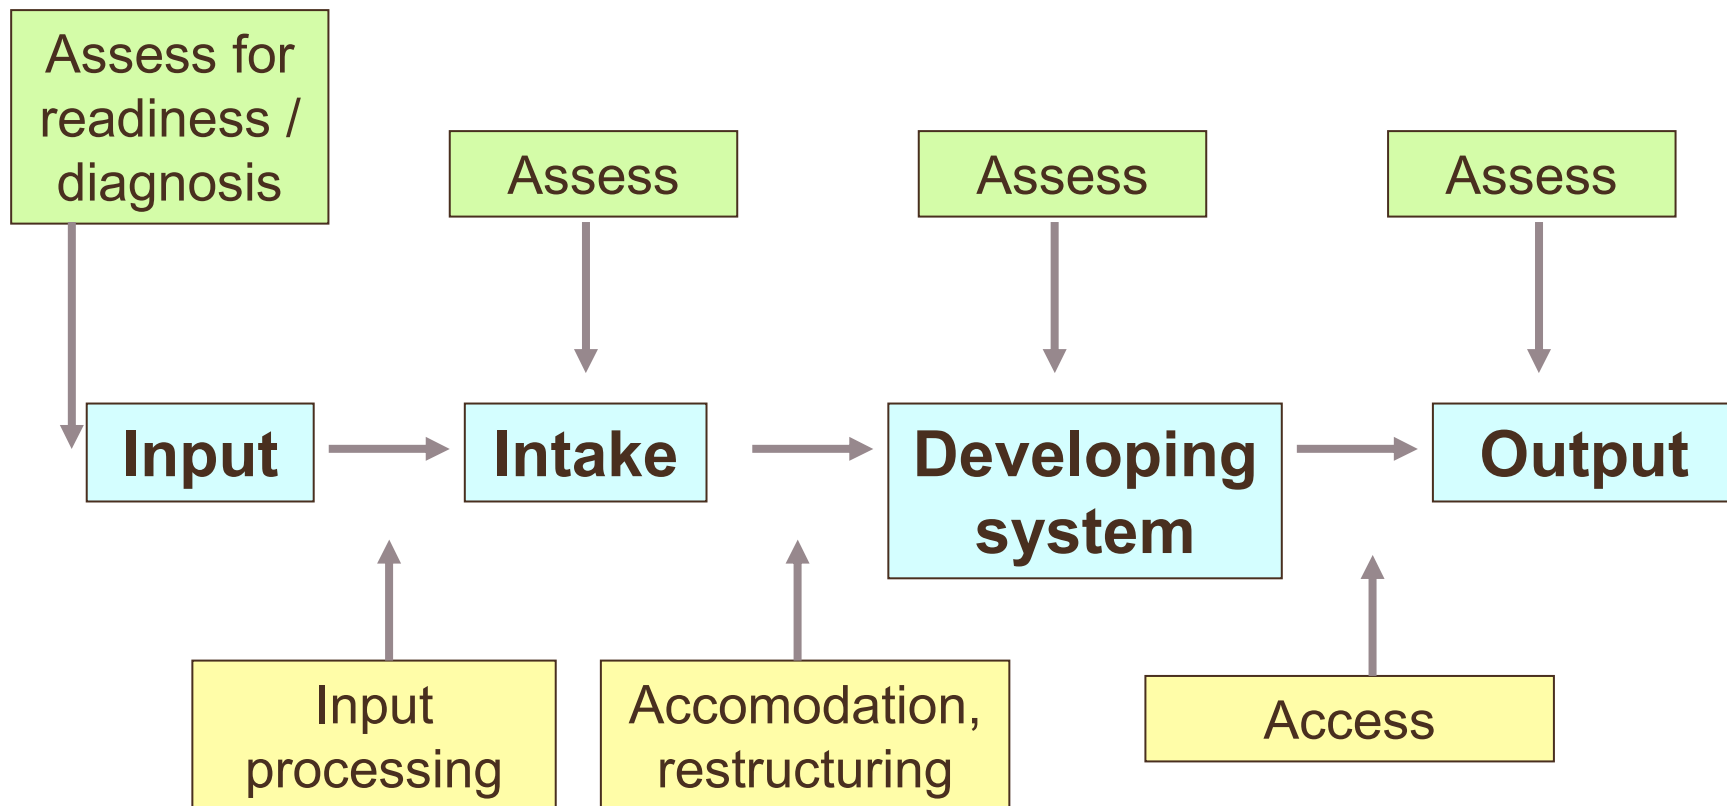 Assess for
readiness /
diagnosis
Assess
Assess
Assess
Input
Intake
Developing
system
Output
Input
processing
Accomodation,
restructuring
Access